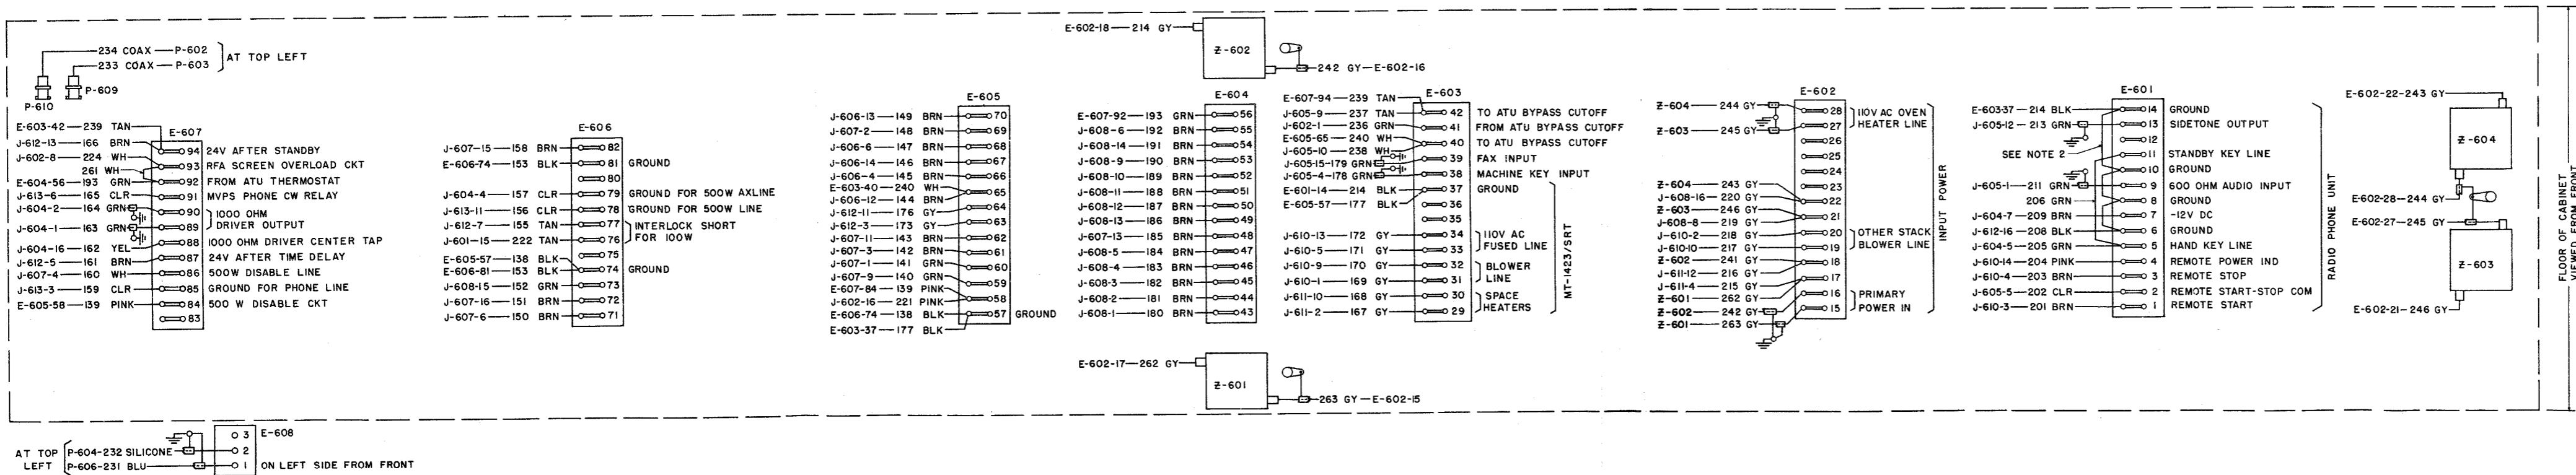 234 COAX — P-602
233 COAX — P-603
AT TOP LEFT
P-609
P-610
E-607
E-603-42 — 239 TAN
J-612-13 — 166 BRN — 94 24V AFTER STANDBY
J-602-8 — 224 WH — 93 RFA SCREEN OVERLOAD CKT
261 WH
E-604-56 — 193 GRN — 92 FROM ATU THERMOSTAT
J-613-6 — 165 CLR — 91 MVPS PHONE CW RELAY
J-604-2 — 164 GRN — 90 1000 OHM
J-604-1 — 163 GRN — 89 DRIVER OUTPUT
J-604-16 — 162 YEL — 88 1000 OHM DRIVER CENTER TAP
J-612-5 — 161 BRN — 87 24V AFTER TIME DELAY
J-607-4 — 160 WH — 86 500W DISABLE LINE
J-613-3 — 159 CLR — 85 GROUND FOR PHONE LINE
E-605-58 — 139 PINK — 84 500 W DISABLE CKT
83
E-606
J-607-15 — 158 BRN — 82
E-606-74 — 153 BLK — 81 GROUND
80
J-604-4 — 157 CLR — 79 GROUND FOR 500W AXLINE
J-613-11 — 156 CLR — 78 GROUND FOR 500W LINE
J-612-7 — 155 TAN — 77 INTERLOCK SHORT
J-601-15 — 222 TAN — 76 FOR 100W
75
E-605-57 — 138 BLK
E-606-81 — 153 BLK — 74 GROUND
J-608-15 — 152 GRN — 73
J-607-16 — 151 BRN — 72
J-607-6 — 150 BRN — 71
E-605
J-606-13 — 149 BRN — 70
J-607-2 — 148 BRN — 69
J-606-6 — 147 BRN — 68
J-606-14 — 146 BRN — 67
J-606-4 — 145 BRN — 66
E-603-40 — 240 WH — 65
J-606-12 — 144 BRN
J-612-11 — 176 GY — 64
J-612-3 — 173 GY — 63
J-607-11 — 143 BRN — 62
J-607-3 — 142 BRN — 61
J-607-1 — 141 GRN — 60
J-607-9 — 140 GRN — 59
E-607-84 — 139 PINK
J-602-16 — 221 PINK — 58
E-606-74 — 138 BLK — 57 GROUND
E-603-37 — 177 BLK
E-602-18 — 214 GY
Z-602
242 GY — E-602-16
E-604
E-607-92 — 193 GRN — 56
J-608-6 — 192 BRN — 55
J-608-14 — 191 BRN — 54
J-608-9 — 190 BRN — 53
J-608-10 — 189 BRN — 52
J-608-11 — 188 BRN — 51
J-608-12 — 187 BRN — 50
J-608-13 — 186 BRN — 49
J-607-13 — 185 BRN — 48
J-608-5 — 184 BRN — 47
J-608-4 — 183 BRN — 46
J-608-3 — 182 BRN — 45
J-608-2 — 181 BRN — 44
J-608-1 — 180 BRN — 43
E-602-17 — 262 GY
Z-601
263 GY — E-602-15
E-603
E-607-94 — 239 TAN
J-605-9 — 237 TAN — 42 TO ATU BYPASS CUTOFF
J-602-1 — 236 GRN — 41 FROM ATU BYPASS CUTOFF
E-605-65 — 240 WH — 40 TO ATU BYPASS CUTOFF
J-605-10 — 238 WH
J-605-15-179 GRN — 39 FAX INPUT
J-605-4-178 GRN — 38 MACHINE KEY INPUT
E-601-14 — 214 BLK — 37 GROUND
E-605-57 — 177 BLK
36
35
J-610-13 — 172 GY — 34 110V AC
J-610-5 — 171 GY — 33 FUSED LINE
J-610-9 — 170 GY — 32 BLOWER
J-610-1 — 169 GY — 31 LINE
J-611-10 — 168 GY — 30 SPACE
J-611-2 — 167 GY — 29 HEATERS
MT-1423/SRT
E-602
Z-604 — 244 GY — 28 110V AC OVEN
Z-603 — 245 GY — 27 HEATER LINE
26
25
24
23
Z-604 — 243 GY
J-608-16 — 220 GY — 22
Z-603 — 246 GY
J-608-8 — 219 GY — 21
J-610-2 — 218 GY — 20 OTHER STACK
J-610-10 — 217 GY — 19 BLOWER LINE
Z-602 — 241 GY — 18
J-611-12 — 216 GY
J-611-4 — 215 GY — 17
Z-601 — 262 GY
Z-602 — 242 GY — 16 PRIMARY
Z-601 — 263 GY — 15 POWER IN
INPUT POWER
E-601
E-603-37 — 214 BLK — 14 GROUND
J-605-12 — 213 GRN — 13 SIDETONE OUTPUT
12
SEE NOTE 2
11 STANDBY KEY LINE
10 GROUND
J-605-1 — 211 GRN — 9 600 OHM AUDIO INPUT
206 GRN — 8 GROUND
J-604-7 — 209 BRN — 7 -12V DC
J-612-16 — 208 BLK — 6 GROUND
J-604-5 — 205 GRN — 5 HAND KEY LINE
J-610-14 — 204 PINK — 4 REMOTE POWER IND
J-610-4 — 203 BRN — 3 REMOTE STOP
J-605-5 — 202 CLR — 2 REMOTE START-STOP COM
J-610-3 — 201 BRN — 1 REMOTE START
RADIO PHONE UNIT
E-602-22-243 GY
Z-604
E-602-28 — 244 GY
E-602-27 — 245 GY
Z-603
E-602-21-246 GY
FLOOR OF CABINET
VIEWED FROM FRONT
E-608
3
AT TOP LEFT
P-604-232 SILICONE — 2
P-606-231 BLU — 1 ON LEFT SIDE FROM FRONT